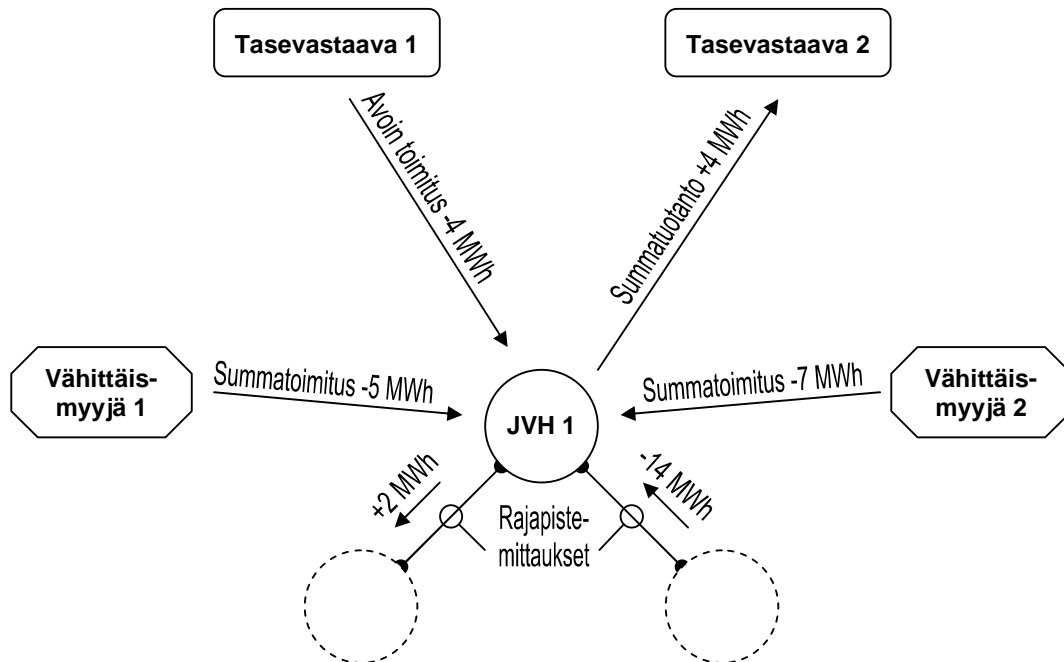 Tasevastaava 1
Tasevastaava 2
Avoin toimitus -4 MWh
Summatuotanto +4 MWh
Vähittäis-
myyjä 1
Summatoimitus -5 MWh
JVH 1
Summatoimitus -7 MWh
Vähittäis-
myyjä 2
+2 MWh
Rajapiste-
mittaukset
-14 MWh